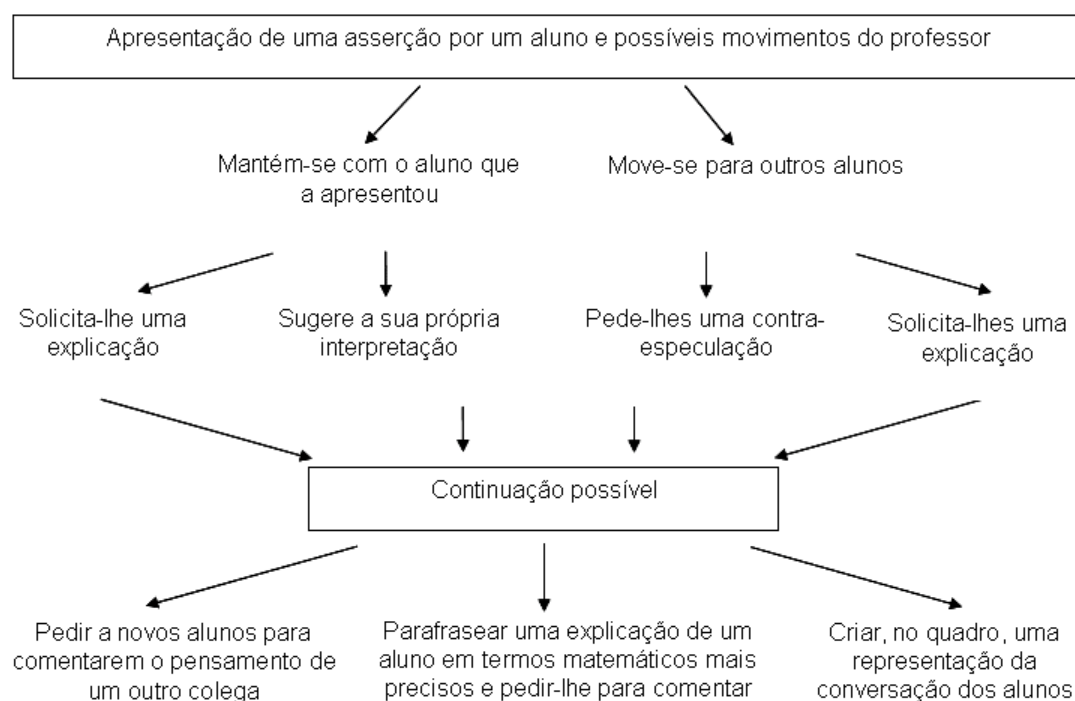 Apresentação de uma asserção por um aluno e possíveis movimentos do professor
Mantém-se com o aluno que
a apresentou
Move-se para outros alunos
Solicita-lhe uma
explicação
Sugere a sua própria
interpretação
Pede-lhes uma contra-
especulação
Solicita-lhes uma
explicação
Continuação possível
Pedir a novos alunos para
comentarem o pensamento de
um outro colega
Parafrasear uma explicação de um
aluno em termos matemáticos mais
precisos e pedir-lhe para comentar
Criar, no quadro, uma
representação da
conversação dos alunos